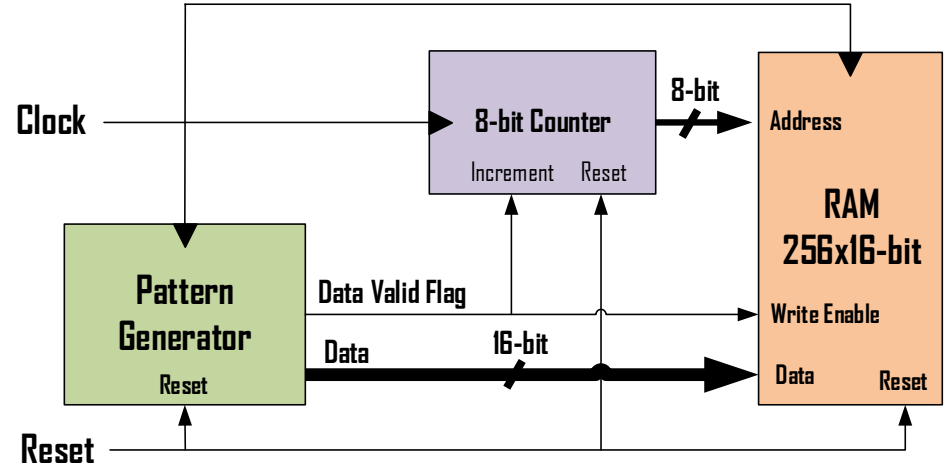 Clock
8-bit Counter
Increment
Reset
8-bit
Address
RAM
256x16-bit
Write Enable
Data
Reset
Pattern
Generator
Reset
Data Valid Flag
Data
16-bit
Reset